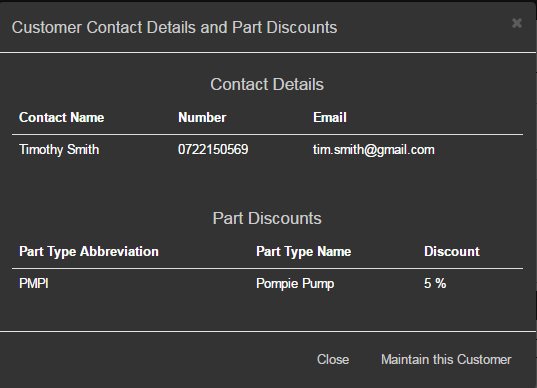 Customer Contact Details and Part Discounts
Contact Details
Contact Name Number Email
Timothy Smith 0722150569 tim.smith@gmail.com
Part Discounts
Part Type Abbreviation Part Type Name Discount
PMPI Pompie Pump 5 %
Close Maintain this Customer